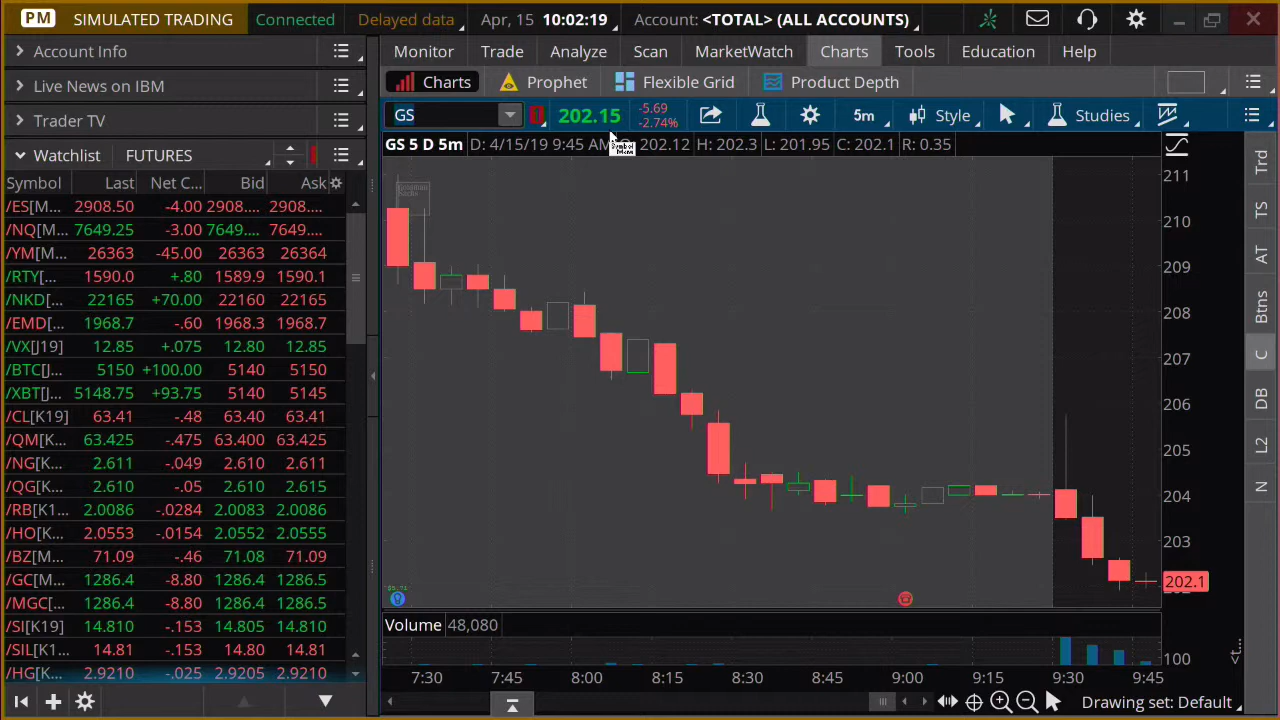 PM SIMULATED TRADING Connected Delayed data Apr, 15 10:02:19 Account: <TOTAL> (ALL ACCOUNTS)
Account Info
Live News on IBM
Trader TV
Watchlist FUTURES
Symbol Last Net C... Bid Ask
/ES[M... 2908.50 -4.00 2908.... 2908....
/NQ[M... 7649.25 -3.00 7649.... 7649....
/YM[M... 26363 -45.00 26363 26364
/RTY[... 1590.0 +.80 1589.9 1590.1
/NKD[... 22165 +70.00 22160 22165
/EMD[... 1968.7 -.60 1968.3 1968.7
/VX[J19] 12.85 +.075 12.80 12.85
/BTC[J... 5150 +100.00 5140 5150
/XBT[J... 5148.75 +93.75 5140 5145
/CL[K19] 63.41 -.48 63.40 63.41
/QM[K... 63.425 -.475 63.400 63.425
/NG[K... 2.611 -.049 2.610 2.611
/QG[K... 2.610 -.05 2.610 2.615
/RB[K1... 2.0086 -.0284 2.0083 2.0086
/HO[K... 2.0553 -.0154 2.0552 2.0555
/BZ[M... 71.09 -.46 71.08 71.09
/GC[M... 1286.4 -8.80 1286.4 1286.5
/MGC[... 1286.4 -8.80 1286.4 1286.5
/SI[K19] 14.810 -.153 14.805 14.810
/SIL[K1... 14.81 -.153 14.80 14.81
/HG[K... 2.9210 -.025 2.9205 2.9210
Monitor Trade Analyze Scan MarketWatch Charts Tools Education Help
Charts Prophet Flexible Grid Product Depth
GS 202.15 -5.69 5m Style Studies
-2.74%
GS 5 D 5m D: 4/15/19 9:45 AM 202.12 H: 202.3 L: 201.95 C: 202.1 R: 0.35
211
210
209
208
207
206
205
204
203
202.1
Volume 48,080
100
7:30 7:45 8:00 8:15 8:30 8:45 9:00 9:15 9:30 9:45
Drawing set: Default
Trd
TS
AT
Btns
C
DB
L2
N